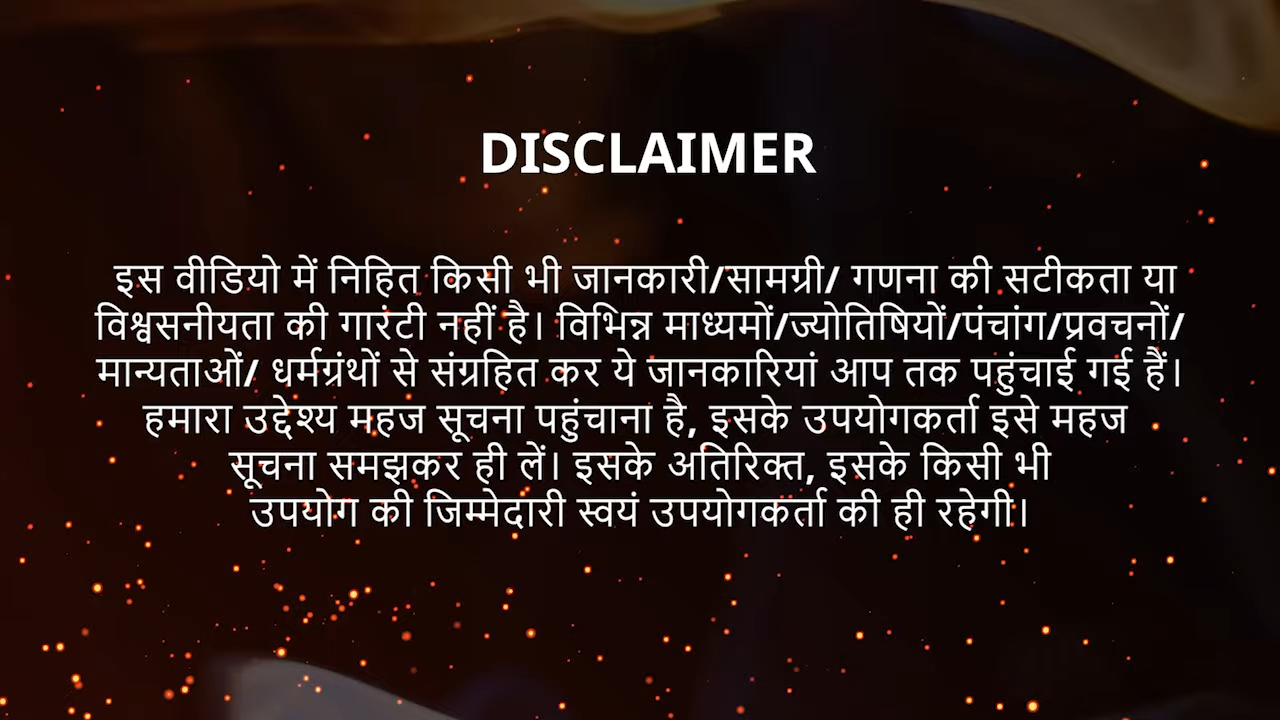 DISCLAIMER
इस वीडियो में निहित किसी भी जानकारी/सामग्री/ गणना की सटीकता या
विश्वसनीयता की गारंटी नहीं है। विभिन्न माध्यमों/ज्योतिषियों/पंचांग/प्रवचनों/
मान्यताओं/ धर्मग्रंथों से संग्रहित कर ये जानकारियां आप तक पहुंचाई गई हैं।
हमारा उद्देश्य महज सूचना पहुंचाना है, इसके उपयोगकर्ता इसे महज
सूचना समझकर ही लें। इसके अतिरिक्त, इसके किसी भी
उपयोग की जिम्मेदारी स्वयं उपयोगकर्ता की ही रहेगी।